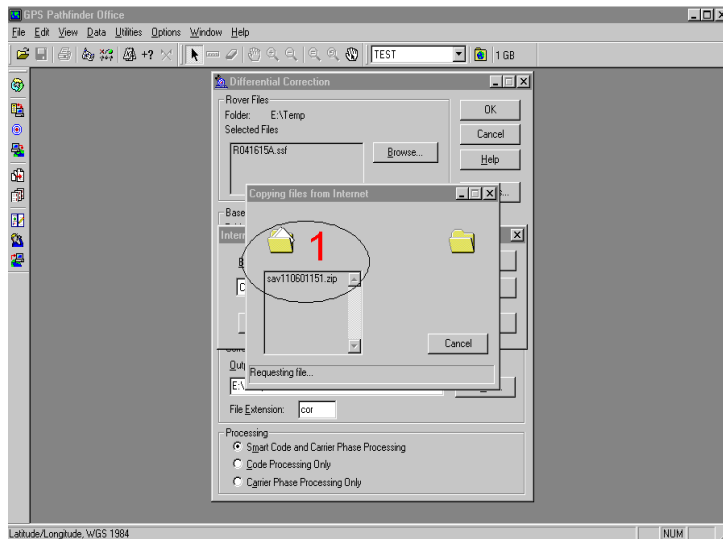 GPS Pathfinder Office
File Edit View Data Utilities Options Window Help
+? TEST 1 GB
Differential Correction
Rover Files
Folder: E:\Temp
Selected Files
R041615A.ssf
Browse...
OK
Cancel
Help
Copying files from Internet
Base
Inter
1
sav110601151.zip
Cancel
Requesting file...
Outp
E:\
File Extension: cor
Processing
Smart Code and Carrier Phase Processing
Code Processing Only
Carrier Phase Processing Only
Latitude/Longitude, WGS 1984 NUM